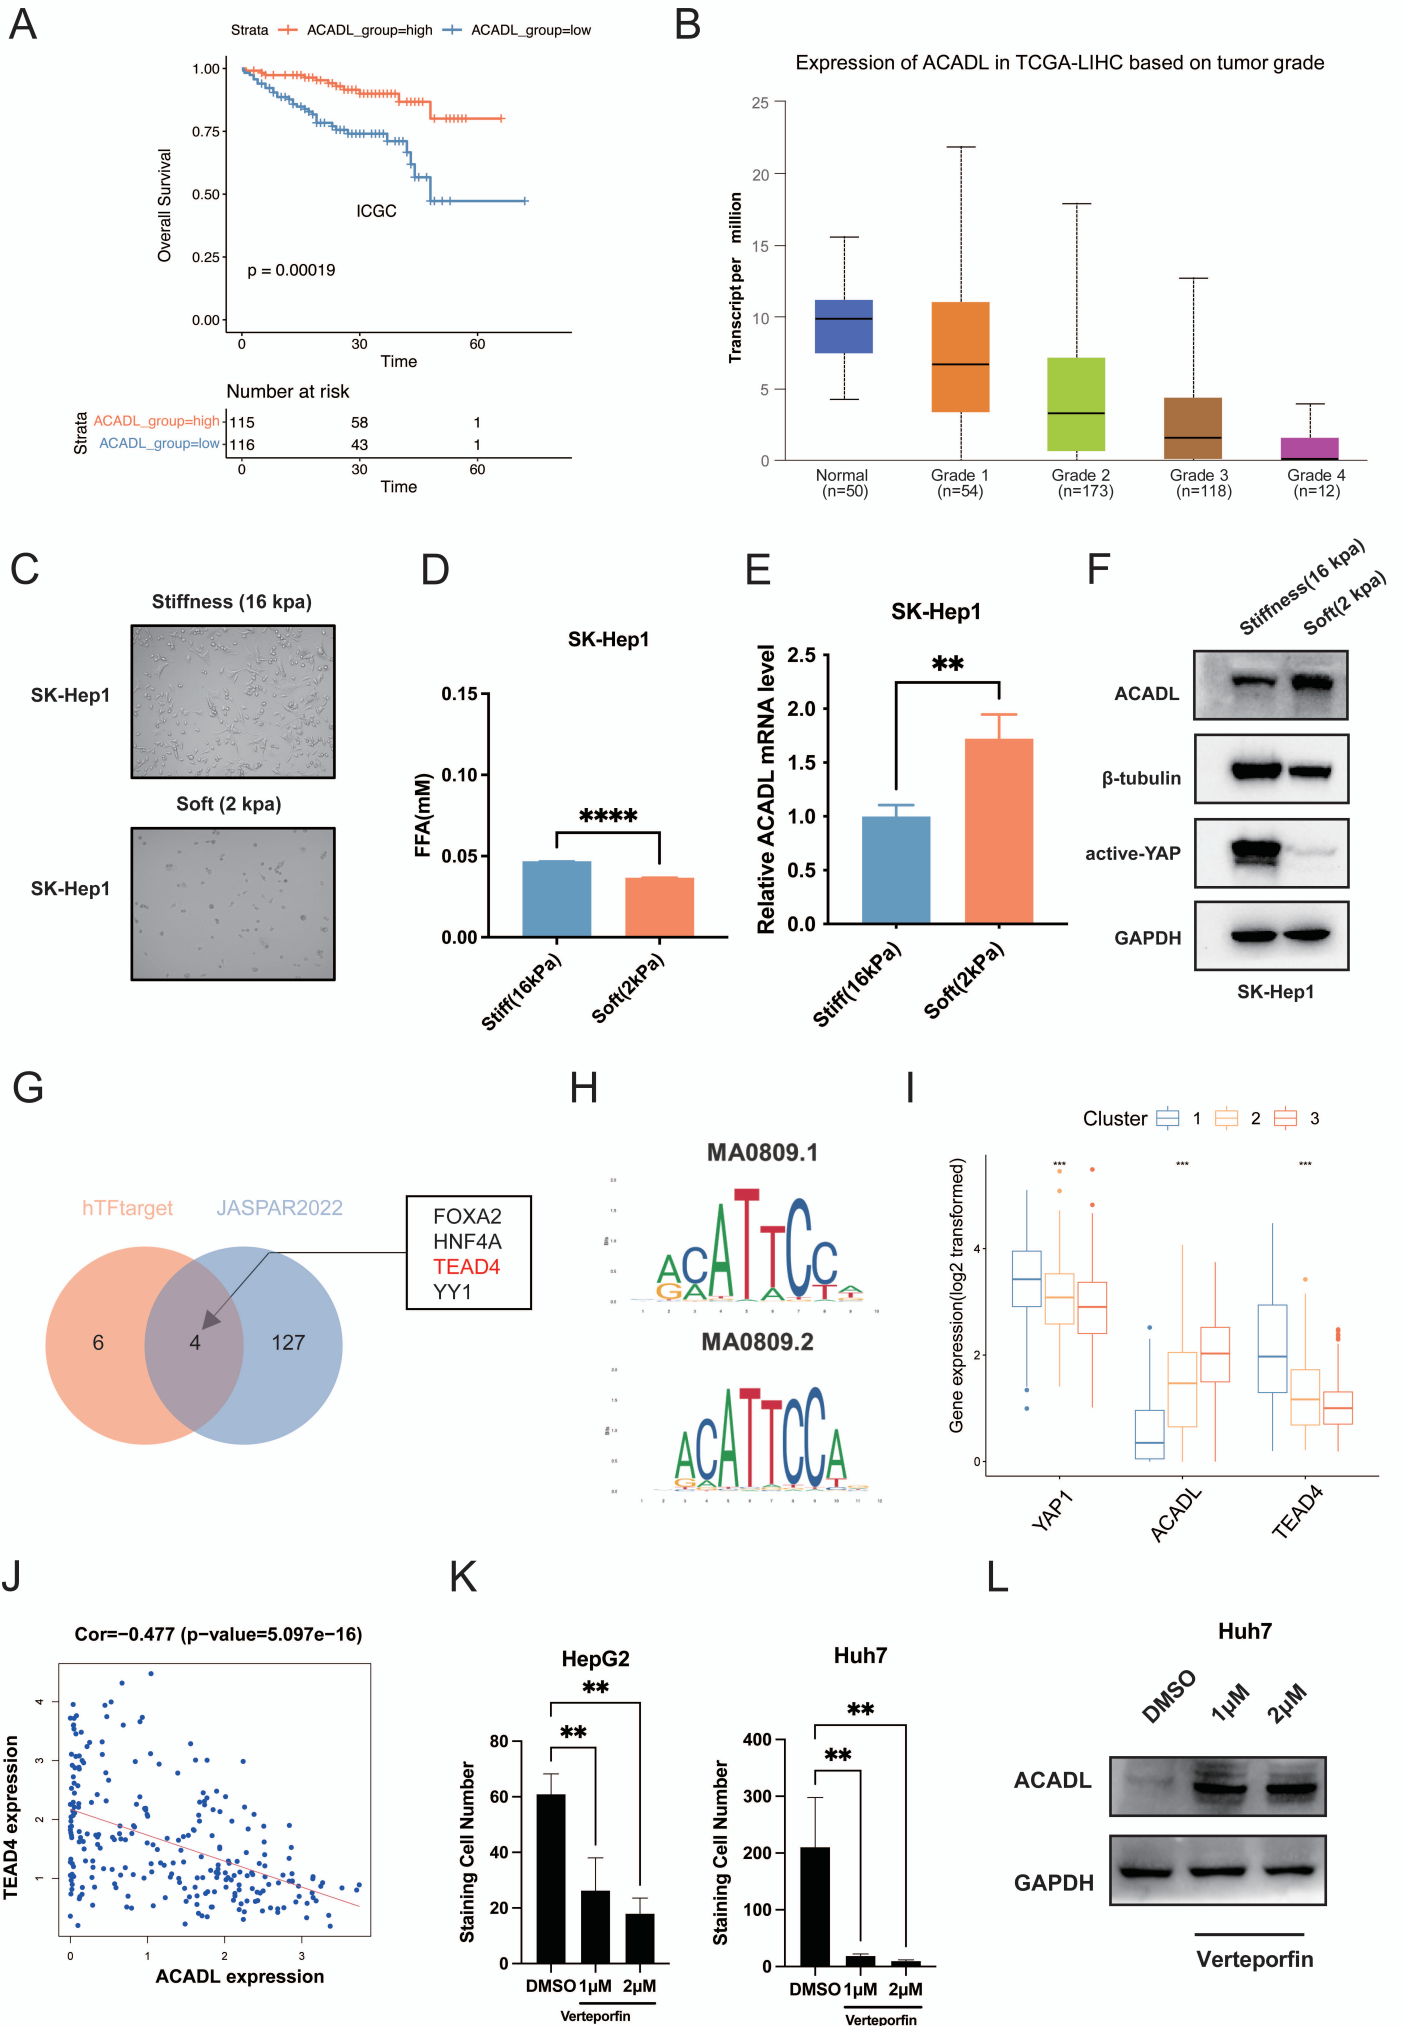 A
Strata ACADL_group=high ACADL_group=low
1.00
0.75
0.50
0.25
0.00
Overall Survival
ICGC
p = 0.00019
0 30 60
Time
Number at risk
Strata
ACADL_group=high 115 58 1
ACADL_group=low 116 43 1
0 30 60
Time
B
Expression of ACADL in TCGA-LIHC based on tumor grade
Transcript per million
25
20
15
10
5
0
Normal Grade 1 Grade 2 Grade 3 Grade 4
(n=50) (n=54) (n=173) (n=118) (n=12)
C
Stiffness (16 kpa)
SK-Hep1
Soft (2 kpa)
SK-Hep1
D
SK-Hep1
FFA(mM)
0.15
0.10
0.05
0.00
****
Stiff(16kPa)
Soft(2kPa)
E
SK-Hep1
Relative ACADL mRNA level
2.5
2.0
1.5
1.0
0.5
0.0
**
Stiff(16kPa)
Soft(2kPa)
F
Stiffness(16 kpa)
Soft(2 kpa)
ACADL
β-tubulin
active-YAP
GAPDH
SK-Hep1
G
hTFtarget JASPAR2022
6 4 127
FOXA2
HNF4A
TEAD4
YY1
H
MA0809.1
MA0809.2
I
Cluster 1 2 3
Gene expression(log2 transformed)
4
2
0
*** *** ***
YAP1
ACADL
TEAD4
J
Cor=−0.477 (p−value=5.097e−16)
TEAD4 expression
4
3
2
1
0 1 2 3
ACADL expression
K
HepG2
Staining Cell Number
80
60
40
20
0
**
**
DMSO 1μM 2μM
Verteporfin
Huh7
Staining Cell Number
400
300
200
100
0
**
**
DMSO 1μM 2μM
Verteporfin
L
Huh7
DMSO
1μM
2μM
ACADL
GAPDH
Verteporfin